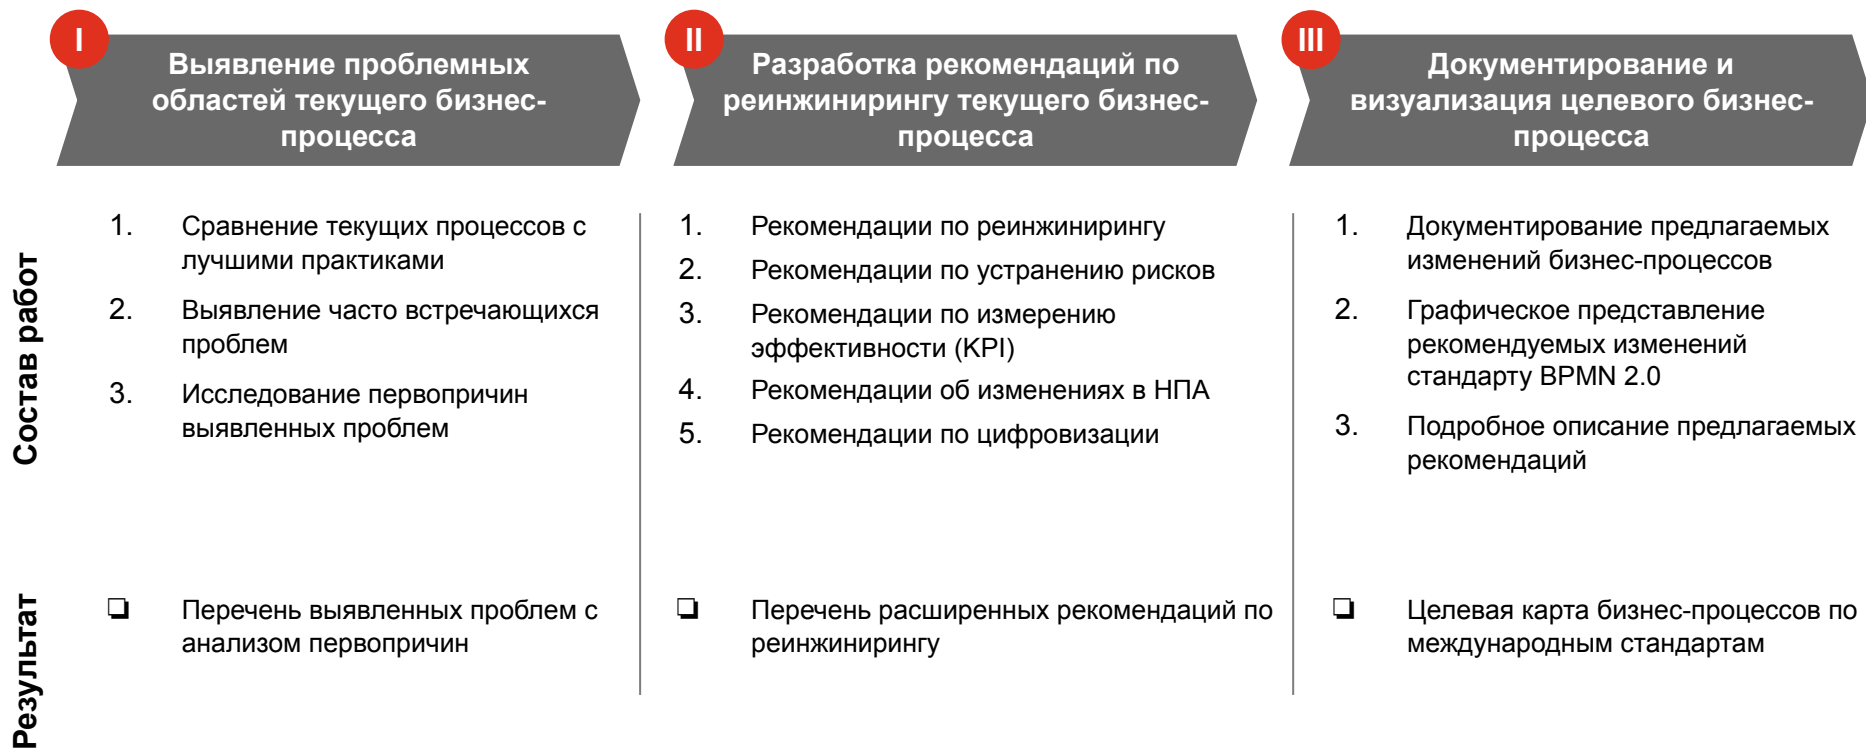 I
Выявление проблемных
областей текущего бизнес-
процесса
II
Разработка рекомендаций по
реинжинирингу текущего бизнес-
процесса
III
Документирование и
визуализация целевого бизнес-
процесса
Состав работ
1. Сравнение текущих процессов с
лучшими практиками
2. Выявление часто встречающихся
проблем
3. Исследование первопричин
выявленных проблем
1. Рекомендации по реинжинирингу
2. Рекомендации по устранению рисков
3. Рекомендации по измерению
эффективности (KPI)
4. Рекомендации об изменениях в НПА
5. Рекомендации по цифровизации
1. Документирование предлагаемых
изменений бизнес-процессов
2. Графическое представление
рекомендуемых изменений
стандарту BPMN 2.0
3. Подробное описание предлагаемых
рекомендаций
Результат
❏ Перечень выявленных проблем с
анализом первопричин
❏ Перечень расширенных рекомендаций по
реинжинирингу
❏ Целевая карта бизнес-процессов по
международным стандартам